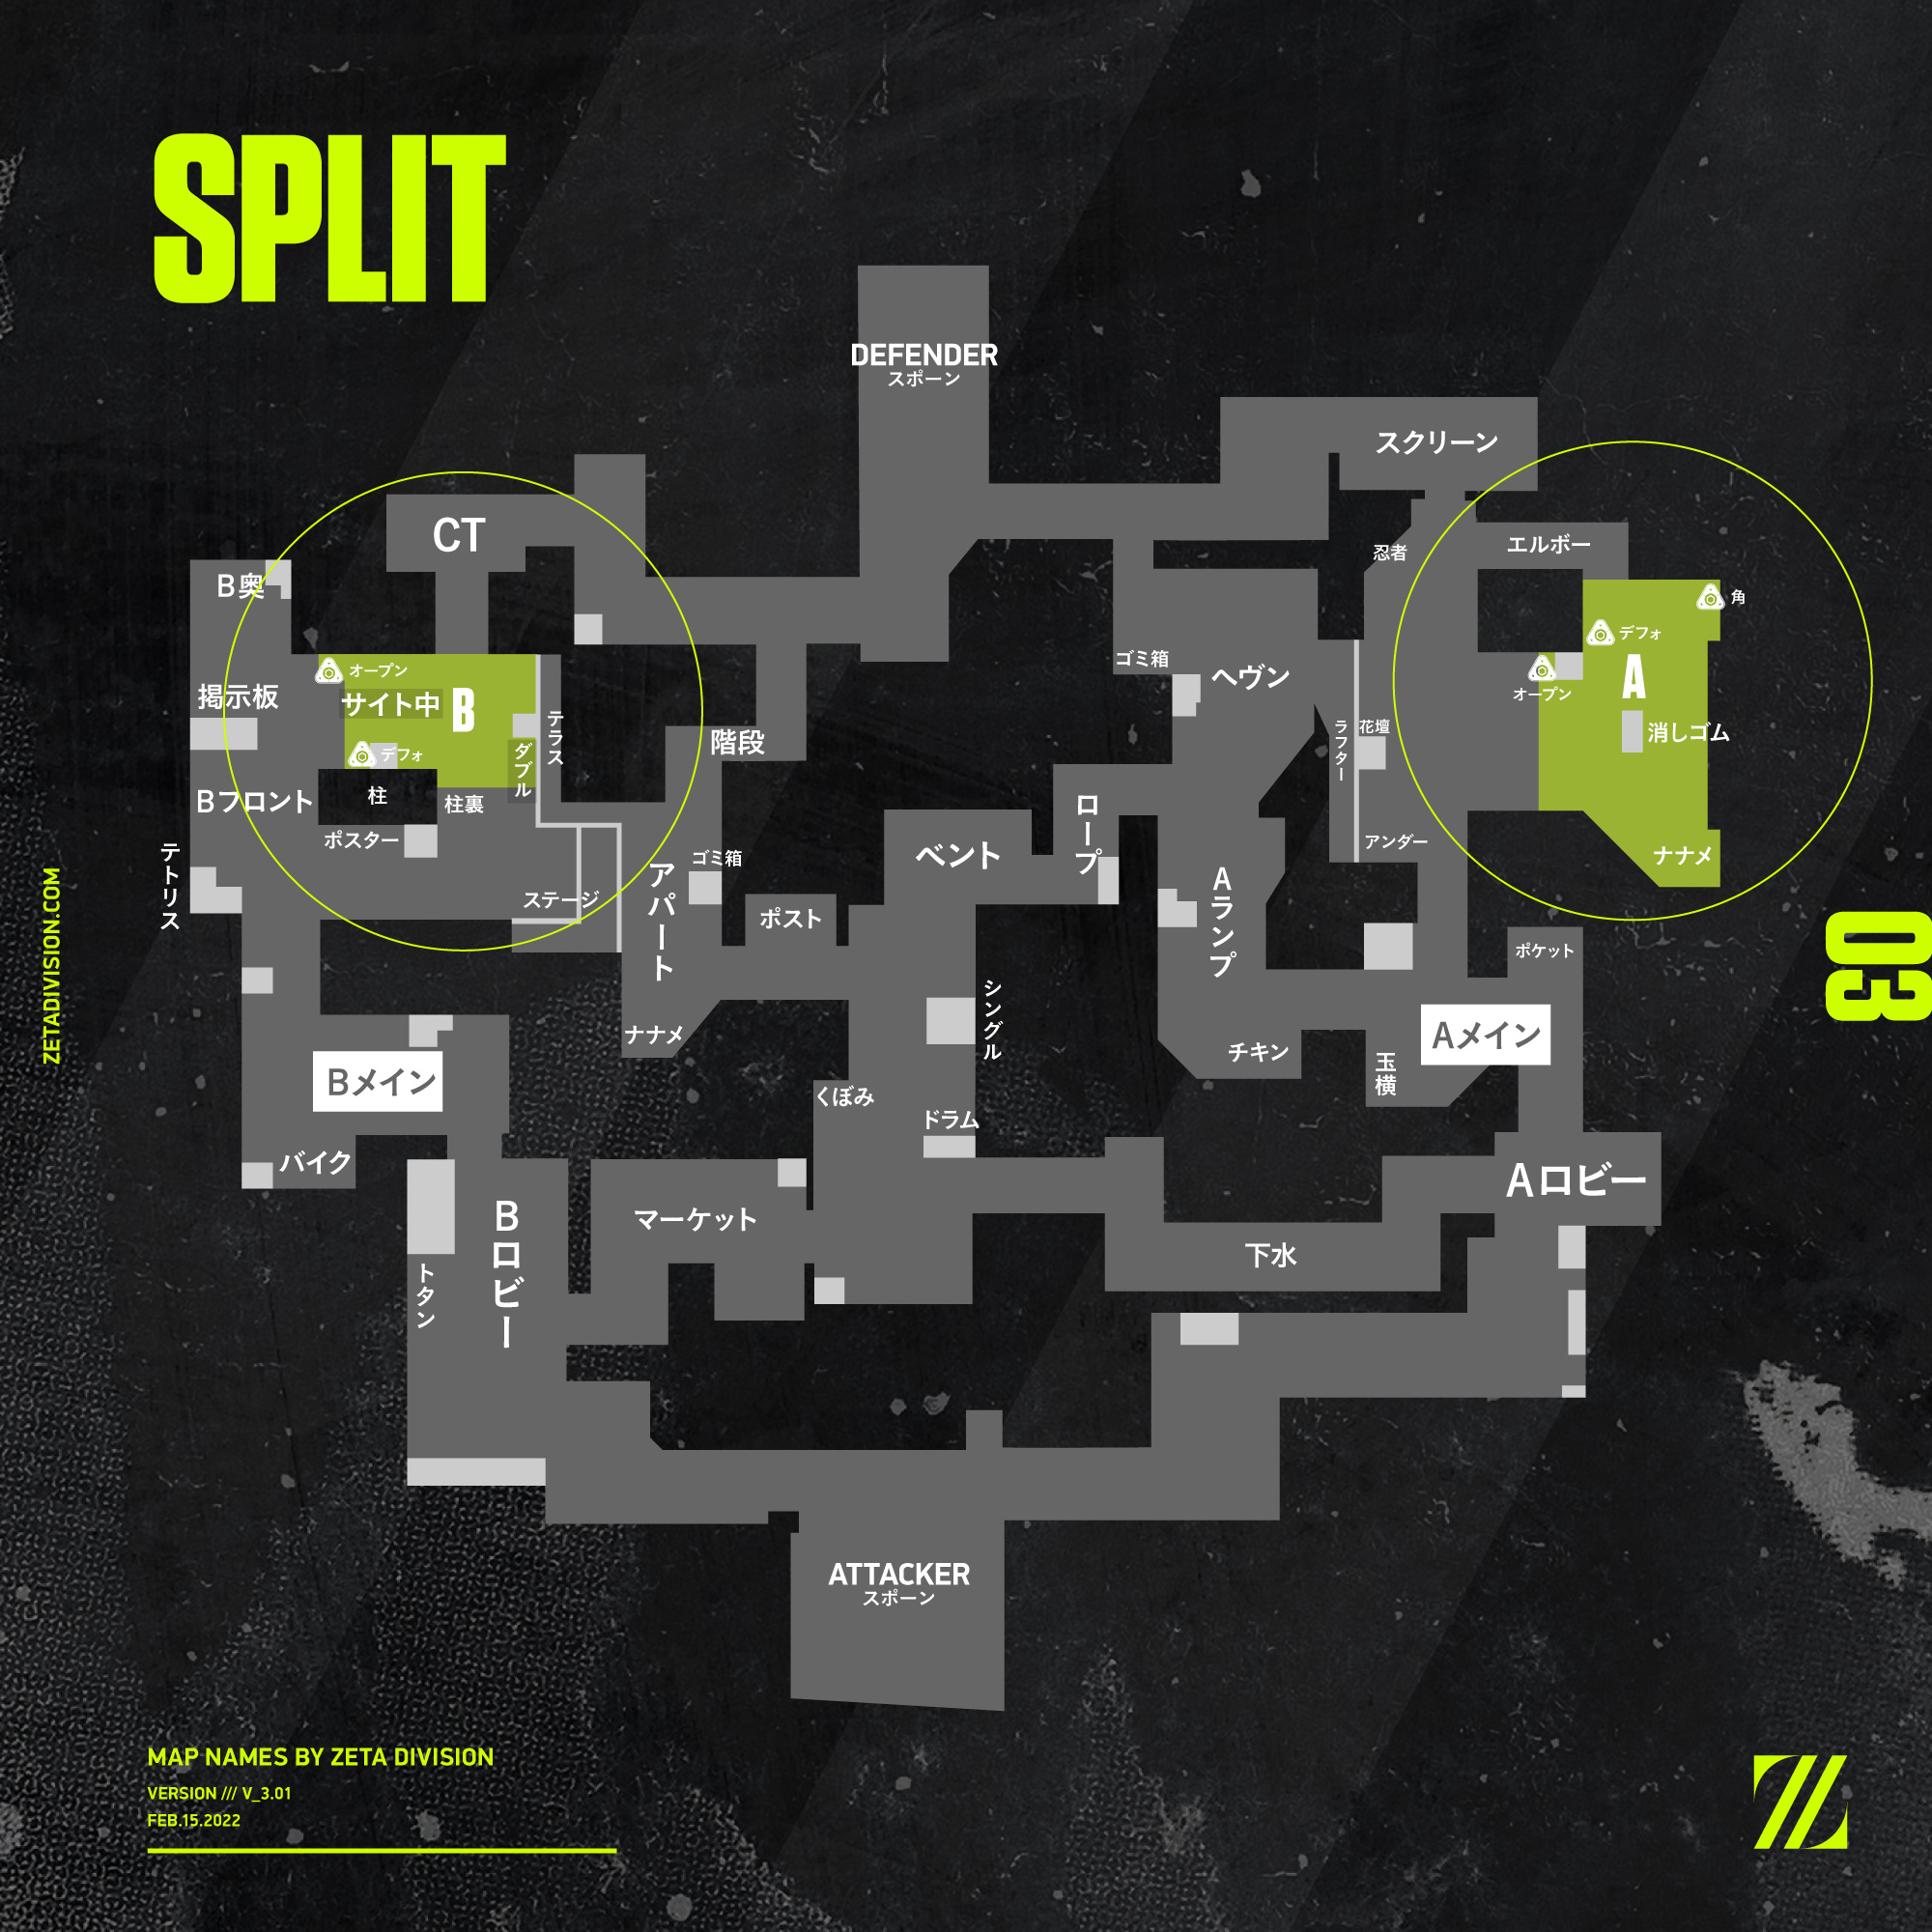 SPLIT
DEFENDER
スポーン
スクリーン
CT
忍者
エルボー
B奥
角
デフォ
オープン
A
オープン
サイト中
B
掲示板
デフォ
テラス
ダブル
階段
ゴミ箱
ヘヴン
ラフター
花壇
消しゴム
Bフロント
柱
柱裏
ポスター
ロープ
アンダー
ナナメ
テトリス
ステージ
アパート
ゴミ箱
ベント
Aランプ
ポスト
ポケット
03
ZETADIVISION.COM
シングル
ナナメ
チキン
Aメイン
玉横
Bメイン
くぼみ
ドラム
バイク
Aロビー
Bロビー
マーケット
下水
トタン
ATTACKER
スポーン
MAP NAMES BY ZETA DIVISION
VERSION /// V_3.01
FEB.15.2022